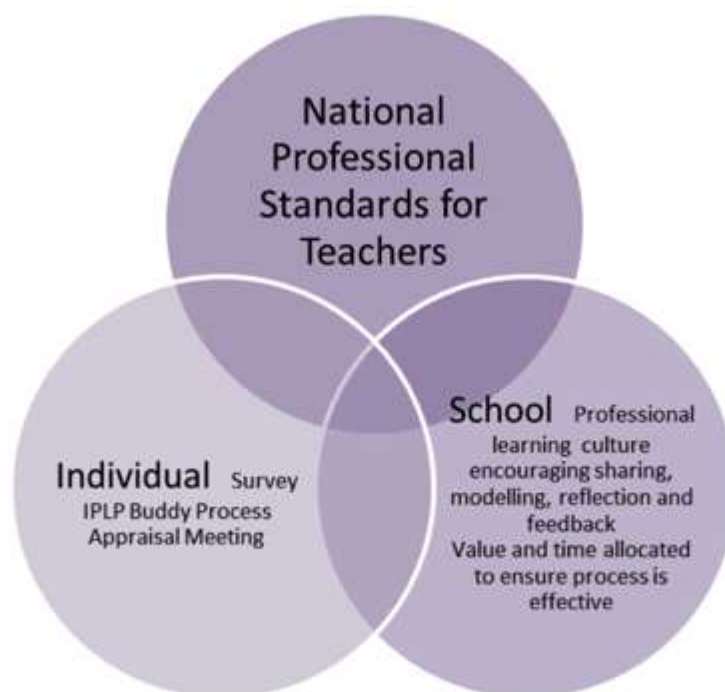 National
Professional
Standards for
Teachers
Individual Survey
IPLP Buddy Process
Appraisal Meeting
School Professional
learning culture
encouraging sharing,
modelling, reflection and
feedback
Value and time allocated
to ensure process is
effective